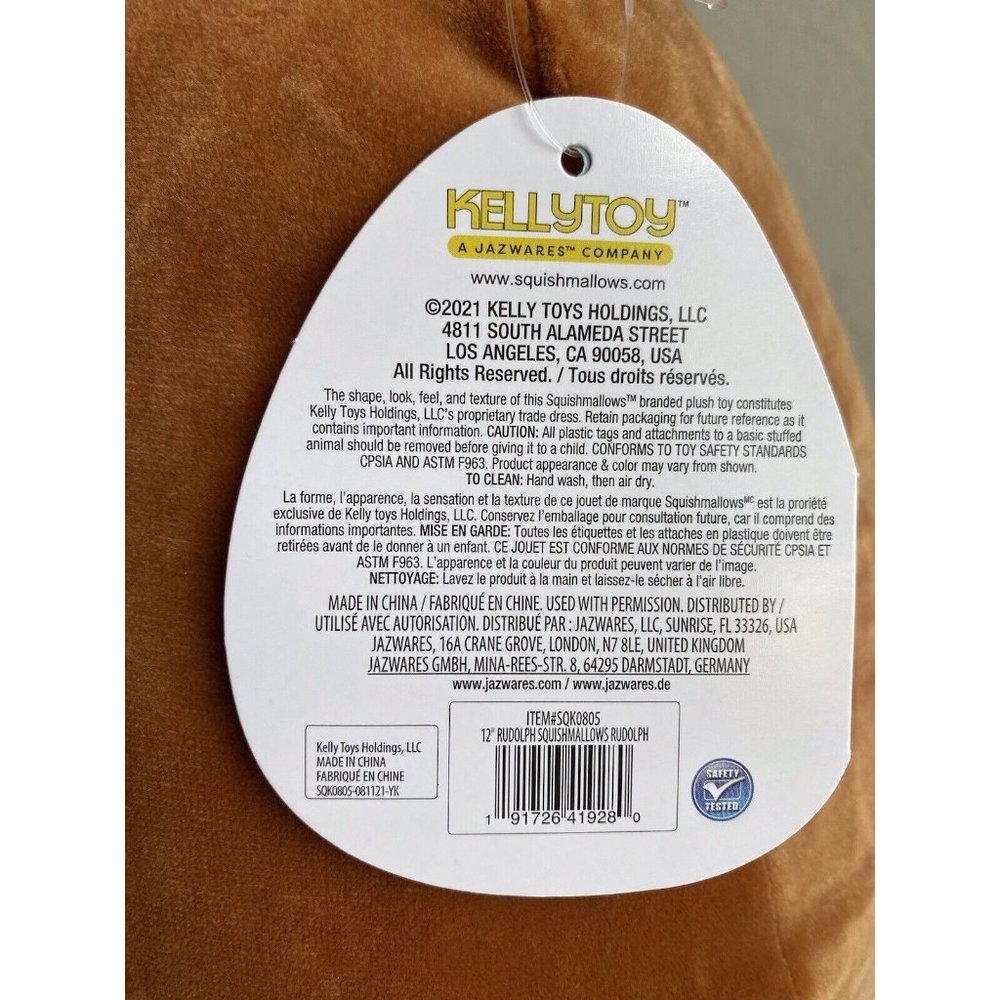 KELLYTOY™
A JAZWARES™ COMPANY
www.squishmallows.com
©2021 KELLY TOYS HOLDINGS, LLC
4811 SOUTH ALAMEDA STREET
LOS ANGELES, CA 90058, USA
All Rights Reserved. / Tous droits réservés.
The shape, look, feel, and texture of this Squishmallows™ branded plush toy constitutes
Kelly Toys Holdings, LLC's proprietary trade dress. Retain packaging for future reference as it
contains important information. CAUTION: All plastic tags and attachments to a basic stuffed
animal should be removed before giving it to a child. CONFORMS TO TOY SAFETY STANDARDS
CPSIA AND ASTM F963. Product appearance & color may vary from shown.
TO CLEAN: Hand wash, then air dry.
La forme, l'apparence, la sensation et la texture de ce jouet de marque Squishmallowsᴹᶜ est la proriété
exclusive de Kelly toys Holdings, LLC. Conservez l'emballage pour consultation future, car il comprend des
informations importantes. MISE EN GARDE: Toutes les étiquettes et les attaches en plastique doivent être
retirées avant de le donner à un enfant. CE JOUET EST CONFORME AUX NORMES DE SÉCURITÉ CPSIA ET
ASTM F963. L'apparence et la couleur du produit peuvent varier de l'image.
NETTOYAGE: Lavez le produit à la main et laissez-le sécher à l'air libre.
MADE IN CHINA / FABRIQUÉ EN CHINE. USED WITH PERMISSION. DISTRIBUTED BY /
UTILISÉ AVEC AUTORISATION. DISTRIBUÉ PAR : JAZWARES, LLC, SUNRISE, FL 33326, USA
JAZWARES, 16A CRANE GROVE, LONDON, N7 8LE, UNITED KINGDOM
JAZWARES GMBH, MINA-REES-STR. 8, 64295 DARMSTADT, GERMANY
www.jazwares.com / www.jazwares.de
Kelly Toys Holdings, LLC
MADE IN CHINA
FABRIQUÉ EN CHINE
SQK0805-081121-YK
ITEM#SQK0805
12" RUDOLPH SQUISHMALLOWS RUDOLPH
1 91726 41928 0
SAFETY
TESTED